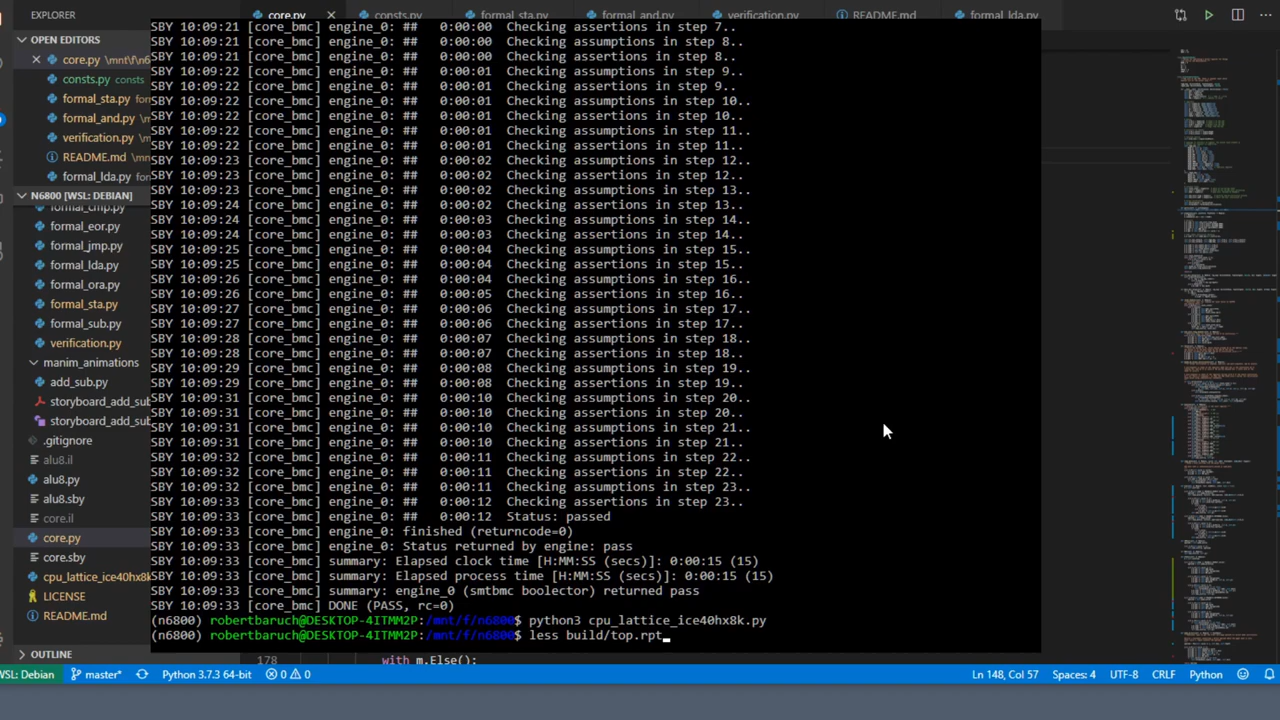 EXPLORER
core.py
consts.py
formal_sta.py
formal_and.py
verification.py
README.md
formal_lda.py
OPEN EDITORS
core.py \mnt\f\n6
consts.py
formal_sta.py
formal_and.py
verification.py
README.md \mn
formal_lda.py
N6800 [WSL: DEBIAN]
formal_cmp.py
formal_eor.py
formal_jmp.py
formal_lda.py
formal_ora.py
formal_sta.py
formal_sub.py
verification.py
manim_animations
add_sub.py
storyboard_add_sub
storyboard_add_sub
.gitignore
alu8.il
alu8.py
alu8.sby
core.il
core.py
core.sby
cpu_lattice_ice40hx8k
LICENSE
README.md
OUTLINE
SBY 10:09:21 [core_bmc] engine_0: ## 0:00:00 Checking assertions in step 7..
SBY 10:09:21 [core_bmc] engine_0: ## 0:00:00 Checking assumptions in step 8..
SBY 10:09:21 [core_bmc] engine_0: ## 0:00:00 Checking assertions in step 8..
SBY 10:09:22 [core_bmc] engine_0: ## 0:00:01 Checking assumptions in step 9..
SBY 10:09:22 [core_bmc] engine_0: ## 0:00:01 Checking assertions in step 9..
SBY 10:09:22 [core_bmc] engine_0: ## 0:00:01 Checking assumptions in step 10..
SBY 10:09:22 [core_bmc] engine_0: ## 0:00:01 Checking assertions in step 10..
SBY 10:09:22 [core_bmc] engine_0: ## 0:00:01 Checking assumptions in step 11..
SBY 10:09:22 [core_bmc] engine_0: ## 0:00:01 Checking assertions in step 11..
SBY 10:09:23 [core_bmc] engine_0: ## 0:00:02 Checking assumptions in step 12..
SBY 10:09:23 [core_bmc] engine_0: ## 0:00:02 Checking assertions in step 12..
SBY 10:09:23 [core_bmc] engine_0: ## 0:00:02 Checking assumptions in step 13..
SBY 10:09:24 [core_bmc] engine_0: ## 0:00:03 Checking assertions in step 13..
SBY 10:09:24 [core_bmc] engine_0: ## 0:00:03 Checking assumptions in step 14..
SBY 10:09:24 [core_bmc] engine_0: ## 0:00:03 Checking assertions in step 14..
SBY 10:09:25 [core_bmc] engine_0: ## 0:00:04 Checking assumptions in step 15..
SBY 10:09:25 [core_bmc] engine_0: ## 0:00:04 Checking assertions in step 15..
SBY 10:09:26 [core_bmc] engine_0: ## 0:00:05 Checking assumptions in step 16..
SBY 10:09:26 [core_bmc] engine_0: ## 0:00:05 Checking assertions in step 16..
SBY 10:09:27 [core_bmc] engine_0: ## 0:00:06 Checking assumptions in step 17..
SBY 10:09:27 [core_bmc] engine_0: ## 0:00:06 Checking assertions in step 17..
SBY 10:09:28 [core_bmc] engine_0: ## 0:00:07 Checking assumptions in step 18..
SBY 10:09:28 [core_bmc] engine_0: ## 0:00:07 Checking assertions in step 18..
SBY 10:09:29 [core_bmc] engine_0: ## 0:00:08 Checking assumptions in step 19..
SBY 10:09:29 [core_bmc] engine_0: ## 0:00:08 Checking assertions in step 19..
SBY 10:09:31 [core_bmc] engine_0: ## 0:00:10 Checking assumptions in step 20..
SBY 10:09:31 [core_bmc] engine_0: ## 0:00:10 Checking assertions in step 20..
SBY 10:09:31 [core_bmc] engine_0: ## 0:00:10 Checking assumptions in step 21..
SBY 10:09:31 [core_bmc] engine_0: ## 0:00:10 Checking assertions in step 21..
SBY 10:09:32 [core_bmc] engine_0: ## 0:00:11 Checking assumptions in step 22..
SBY 10:09:32 [core_bmc] engine_0: ## 0:00:11 Checking assertions in step 22..
SBY 10:09:32 [core_bmc] engine_0: ## 0:00:11 Checking assumptions in step 23..
SBY 10:09:33 [core_bmc] engine_0: ## 0:00:12 Checking assertions in step 23..
SBY 10:09:33 [core_bmc] engine_0: ## 0:00:12 Status: passed
SBY 10:09:33 [core_bmc] engine_0: finished (returncode=0)
SBY 10:09:33 [core_bmc] engine_0: Status returned by engine: pass
SBY 10:09:33 [core_bmc] summary: Elapsed clock time [H:MM:SS (secs)]: 0:00:15 (15)
SBY 10:09:33 [core_bmc] summary: Elapsed process time [H:MM:SS (secs)]: 0:00:15 (15)
SBY 10:09:33 [core_bmc] summary: engine_0 (smtbmc boolector) returned pass
SBY 10:09:33 [core_bmc] DONE (PASS, rc=0)
(n6800) robertbaruch@DESKTOP-4ITMM2P:/mnt/f/n6800$ python3 cpu_lattice_ice40hx8k.py
(n6800) robertbaruch@DESKTOP-4ITMM2P:/mnt/f/n6800$ less build/top.rpt
178 with m.Else():
WSL: Debian master* Python 3.7.3 64-bit 0 0 Ln 148, Col 57 Spaces: 4 UTF-8 CRLF Python